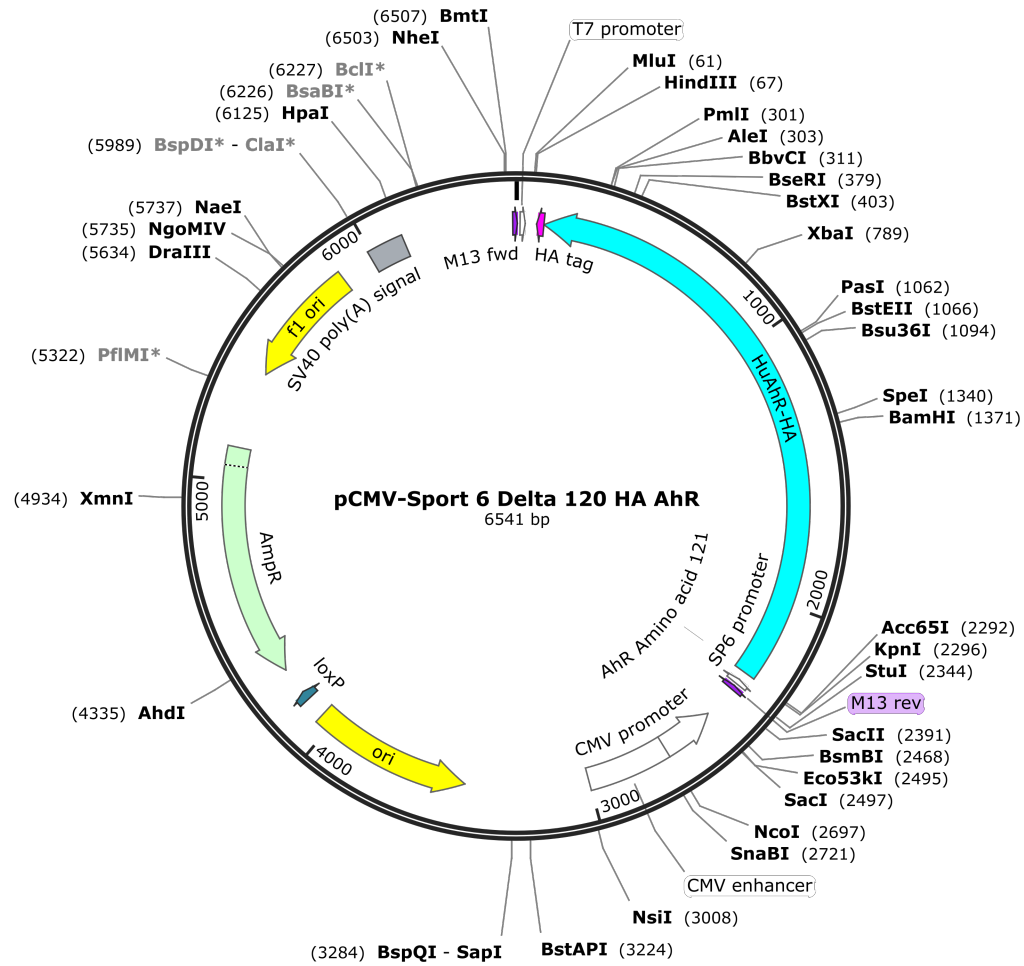 (6507) BmtI
(6503) NheI
(6227) BclI*
(6226) BsaBI*
(6125) HpaI
(5989) BspDI* - ClaI*
(5737) NaeI
(5735) NgoMIV
(5634) DraIII
(5322) PflMI*
(4934) XmnI
(4335) AhdI
(3284) BspQI - SapI
T7 promoter
MluI (61)
HindIII (67)
PmlI (301)
AleI (303)
BbvCI (311)
BseRI (379)
BstXI (403)
XbaI (789)
PasI (1062)
BstEII (1066)
Bsu36I (1094)
SpeI (1340)
BamHI (1371)
Acc65I (2292)
KpnI (2296)
StuI (2344)
M13 rev
SacII (2391)
BsmBI (2468)
Eco53kI (2495)
SacI (2497)
NcoI (2697)
SnaBI (2721)
CMV enhancer
NsiI (3008)
BstAPI (3224)
M13 fwd
HA tag
HuAhR-HA
1000
2000
3000
4000
5000
6000
SV40 poly(A) signal
f1 ori
AmpR
loxP
ori
CMV promoter
SP6 promoter
AhR Amino acid 121
pCMV-Sport 6 Delta 120 HA AhR
6541 bp